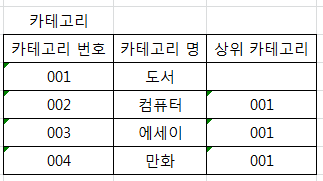 카테고리
카테고리 번호 카테고리 명 상위 카테고리
001 도서
002 컴퓨터 001
003 에세이 001
004 만화 001